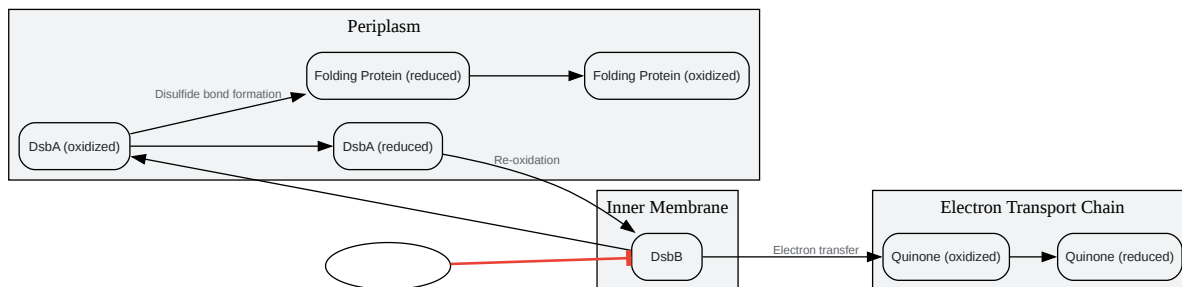 Periplasm
Folding Protein (reduced)
Folding Protein (oxidized)
Disulfide bond formation
DsbA (oxidized)
DsbA (reduced)
Re-oxidation
Inner Membrane
Electron Transport Chain
DsbB
Electron transfer
Quinone (oxidized)
Quinone (reduced)